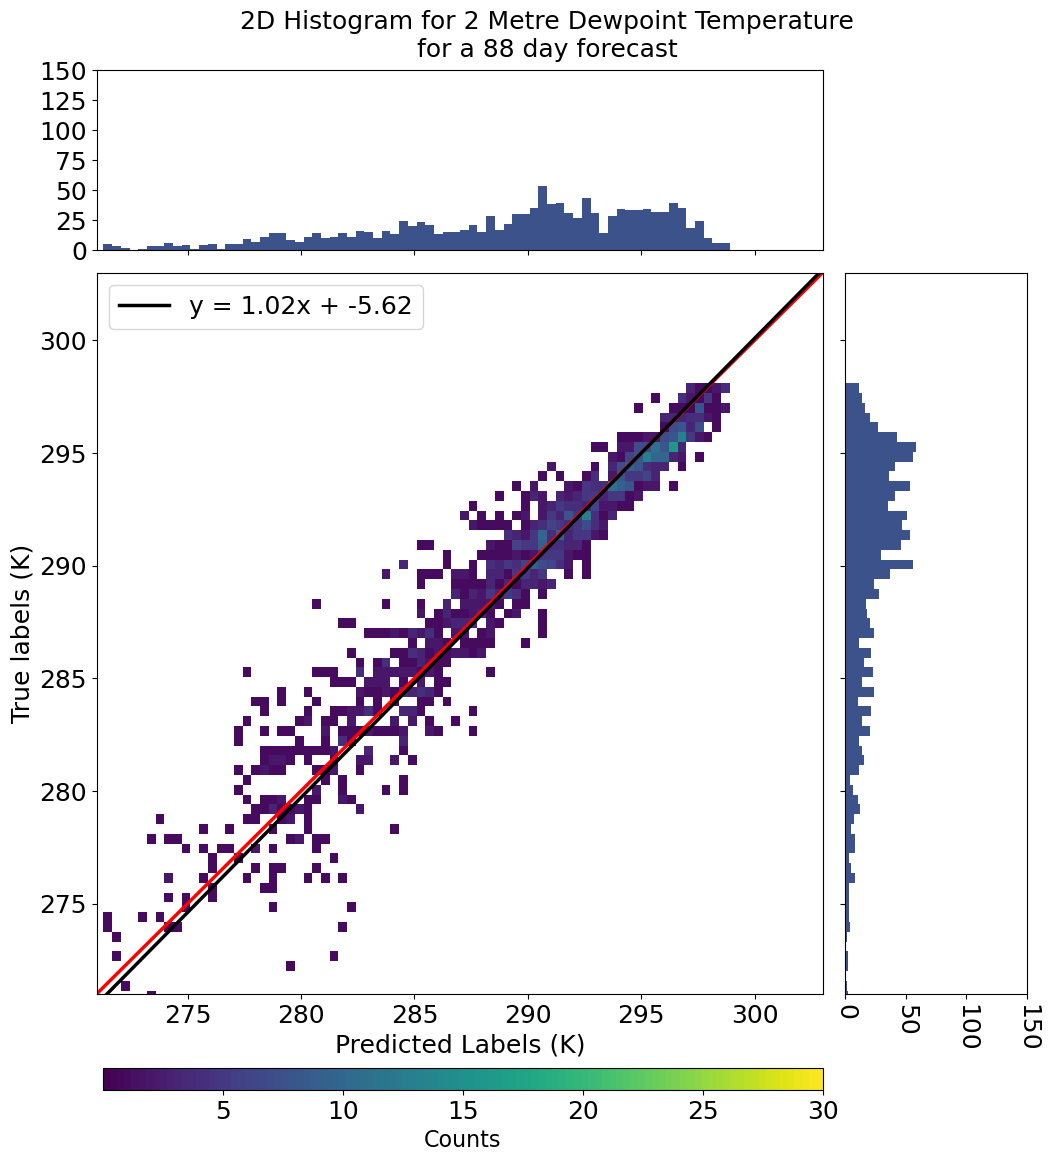 2D Histogram for 2 Metre Dewpoint Temperature
for a 88 day forecast
150
125
100
75
50
25
0
y = 1.02x + -5.62
True labels (K)
300
295
290
285
280
275
275 280 285 290 295 300
Predicted Labels (K)
0 50 100 150
5 10 15 20 25 30
Counts